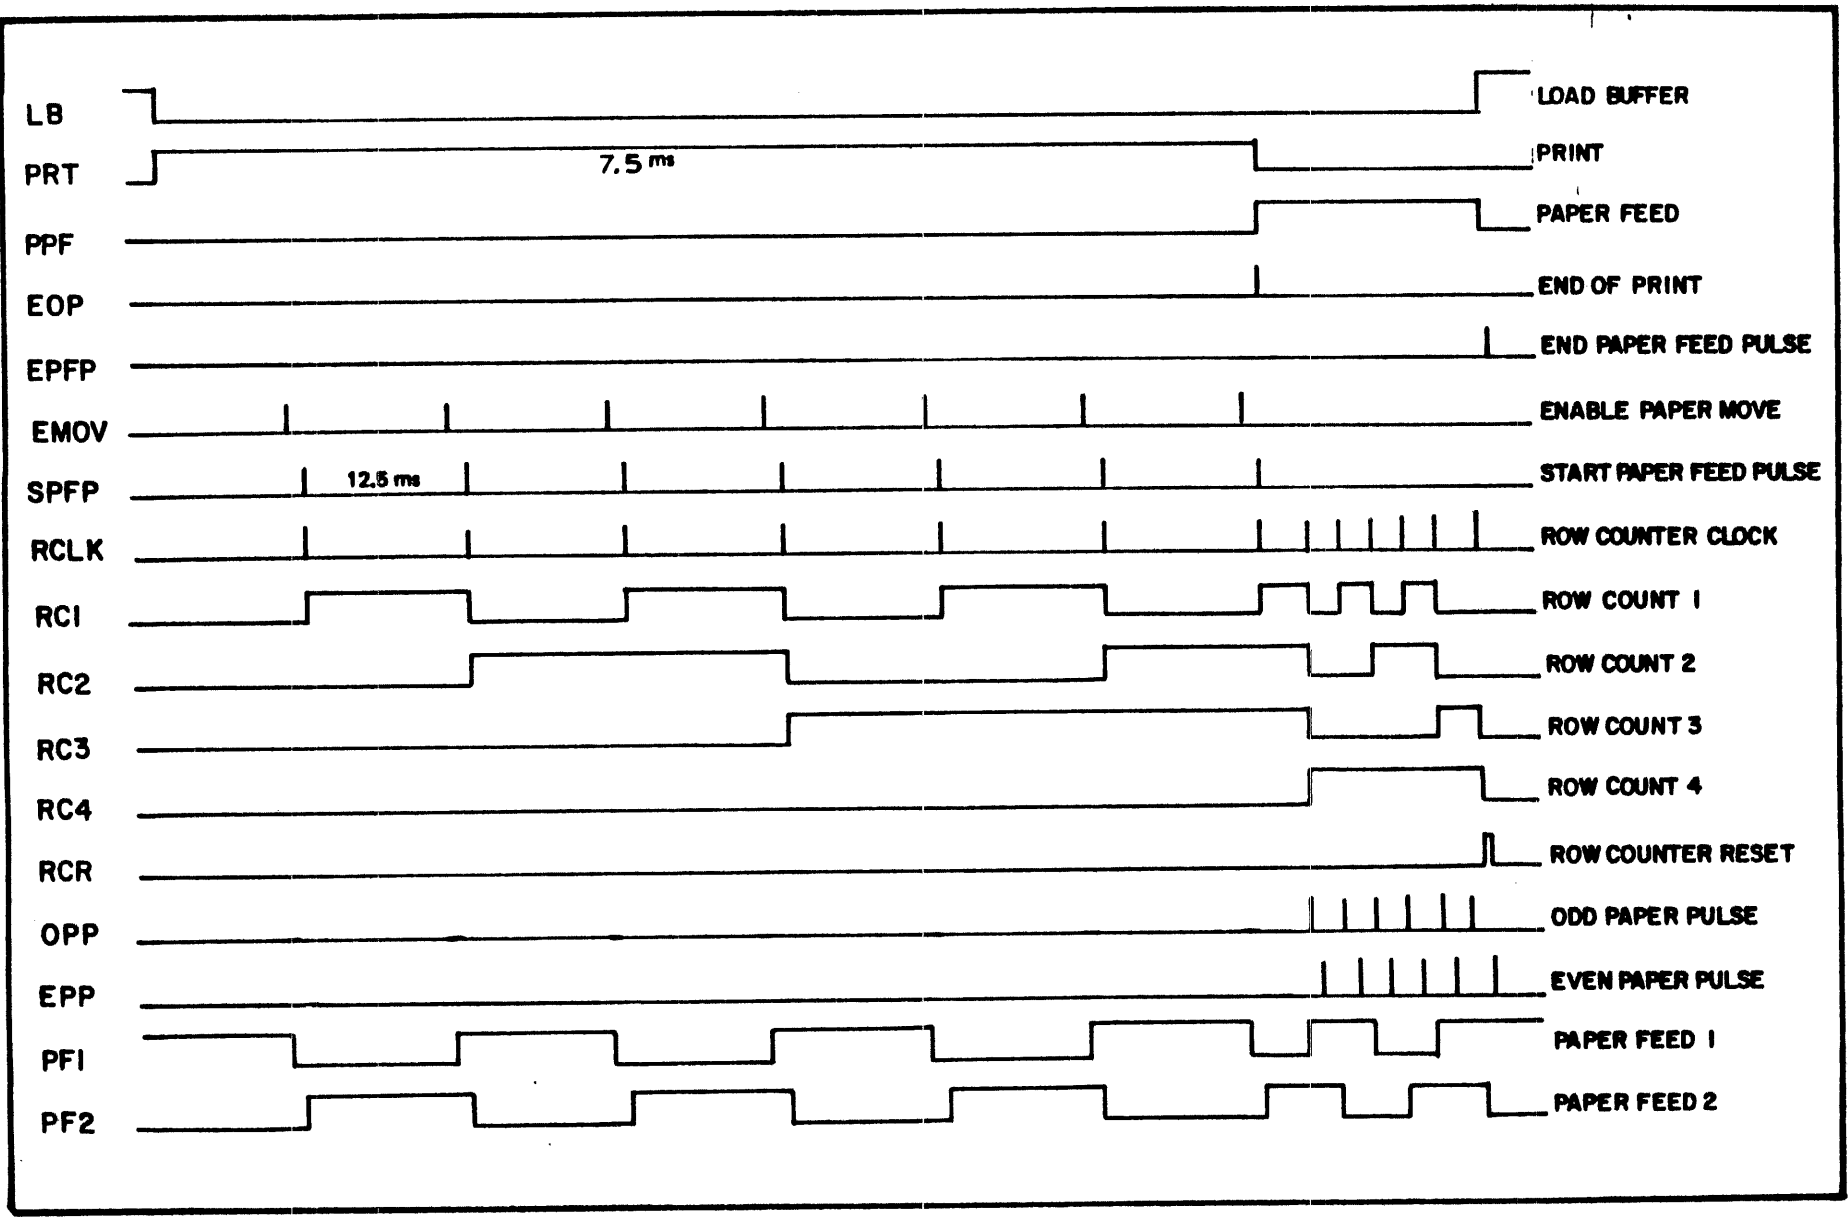 LB LOAD BUFFER
PRT 7.5 ms PRINT
PPF PAPER FEED
EOP END OF PRINT
EPFP END PAPER FEED PULSE
EMOV ENABLE PAPER MOVE
SPFP 12.5 ms START PAPER FEED PULSE
RCLK ROW COUNTER CLOCK
RC1 ROW COUNT 1
RC2 ROW COUNT 2
RC3 ROW COUNT 3
RC4 ROW COUNT 4
RCR ROW COUNTER RESET
OPP ODD PAPER PULSE
EPP EVEN PAPER PULSE
PF1 PAPER FEED 1
PF2 PAPER FEED 2